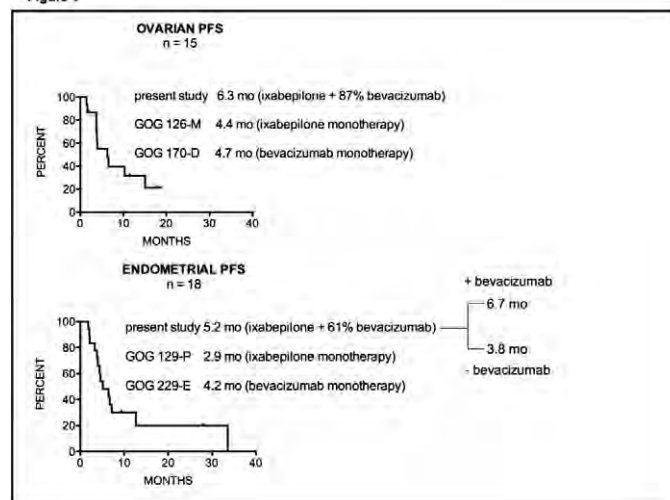 OVARIAN PFS
n = 15
100
80
60
40
20
0
PERCENT
present study 6.3 mo (ixabepilone + 87% bevacizumab)
GOG 126-M 4.4 mo (ixabepilone monotherapy)
GOG 170-D 4.7 mo (bevacizumab monotherapy)
0 10 20 30 40
MONTHS
ENDOMETRIAL PFS
n = 18
100
80
60
40
20
0
PERCENT
present study 5.2 mo (ixabepilone + 61% bevacizumab)
GOG 129-P 2.9 mo (ixabepilone monotherapy)
GOG 229-E 4.2 mo (bevacizumab monotherapy)
+ bevacizumab
6.7 mo
3.8 mo
- bevacizumab
0 10 20 30 40
MONTHS